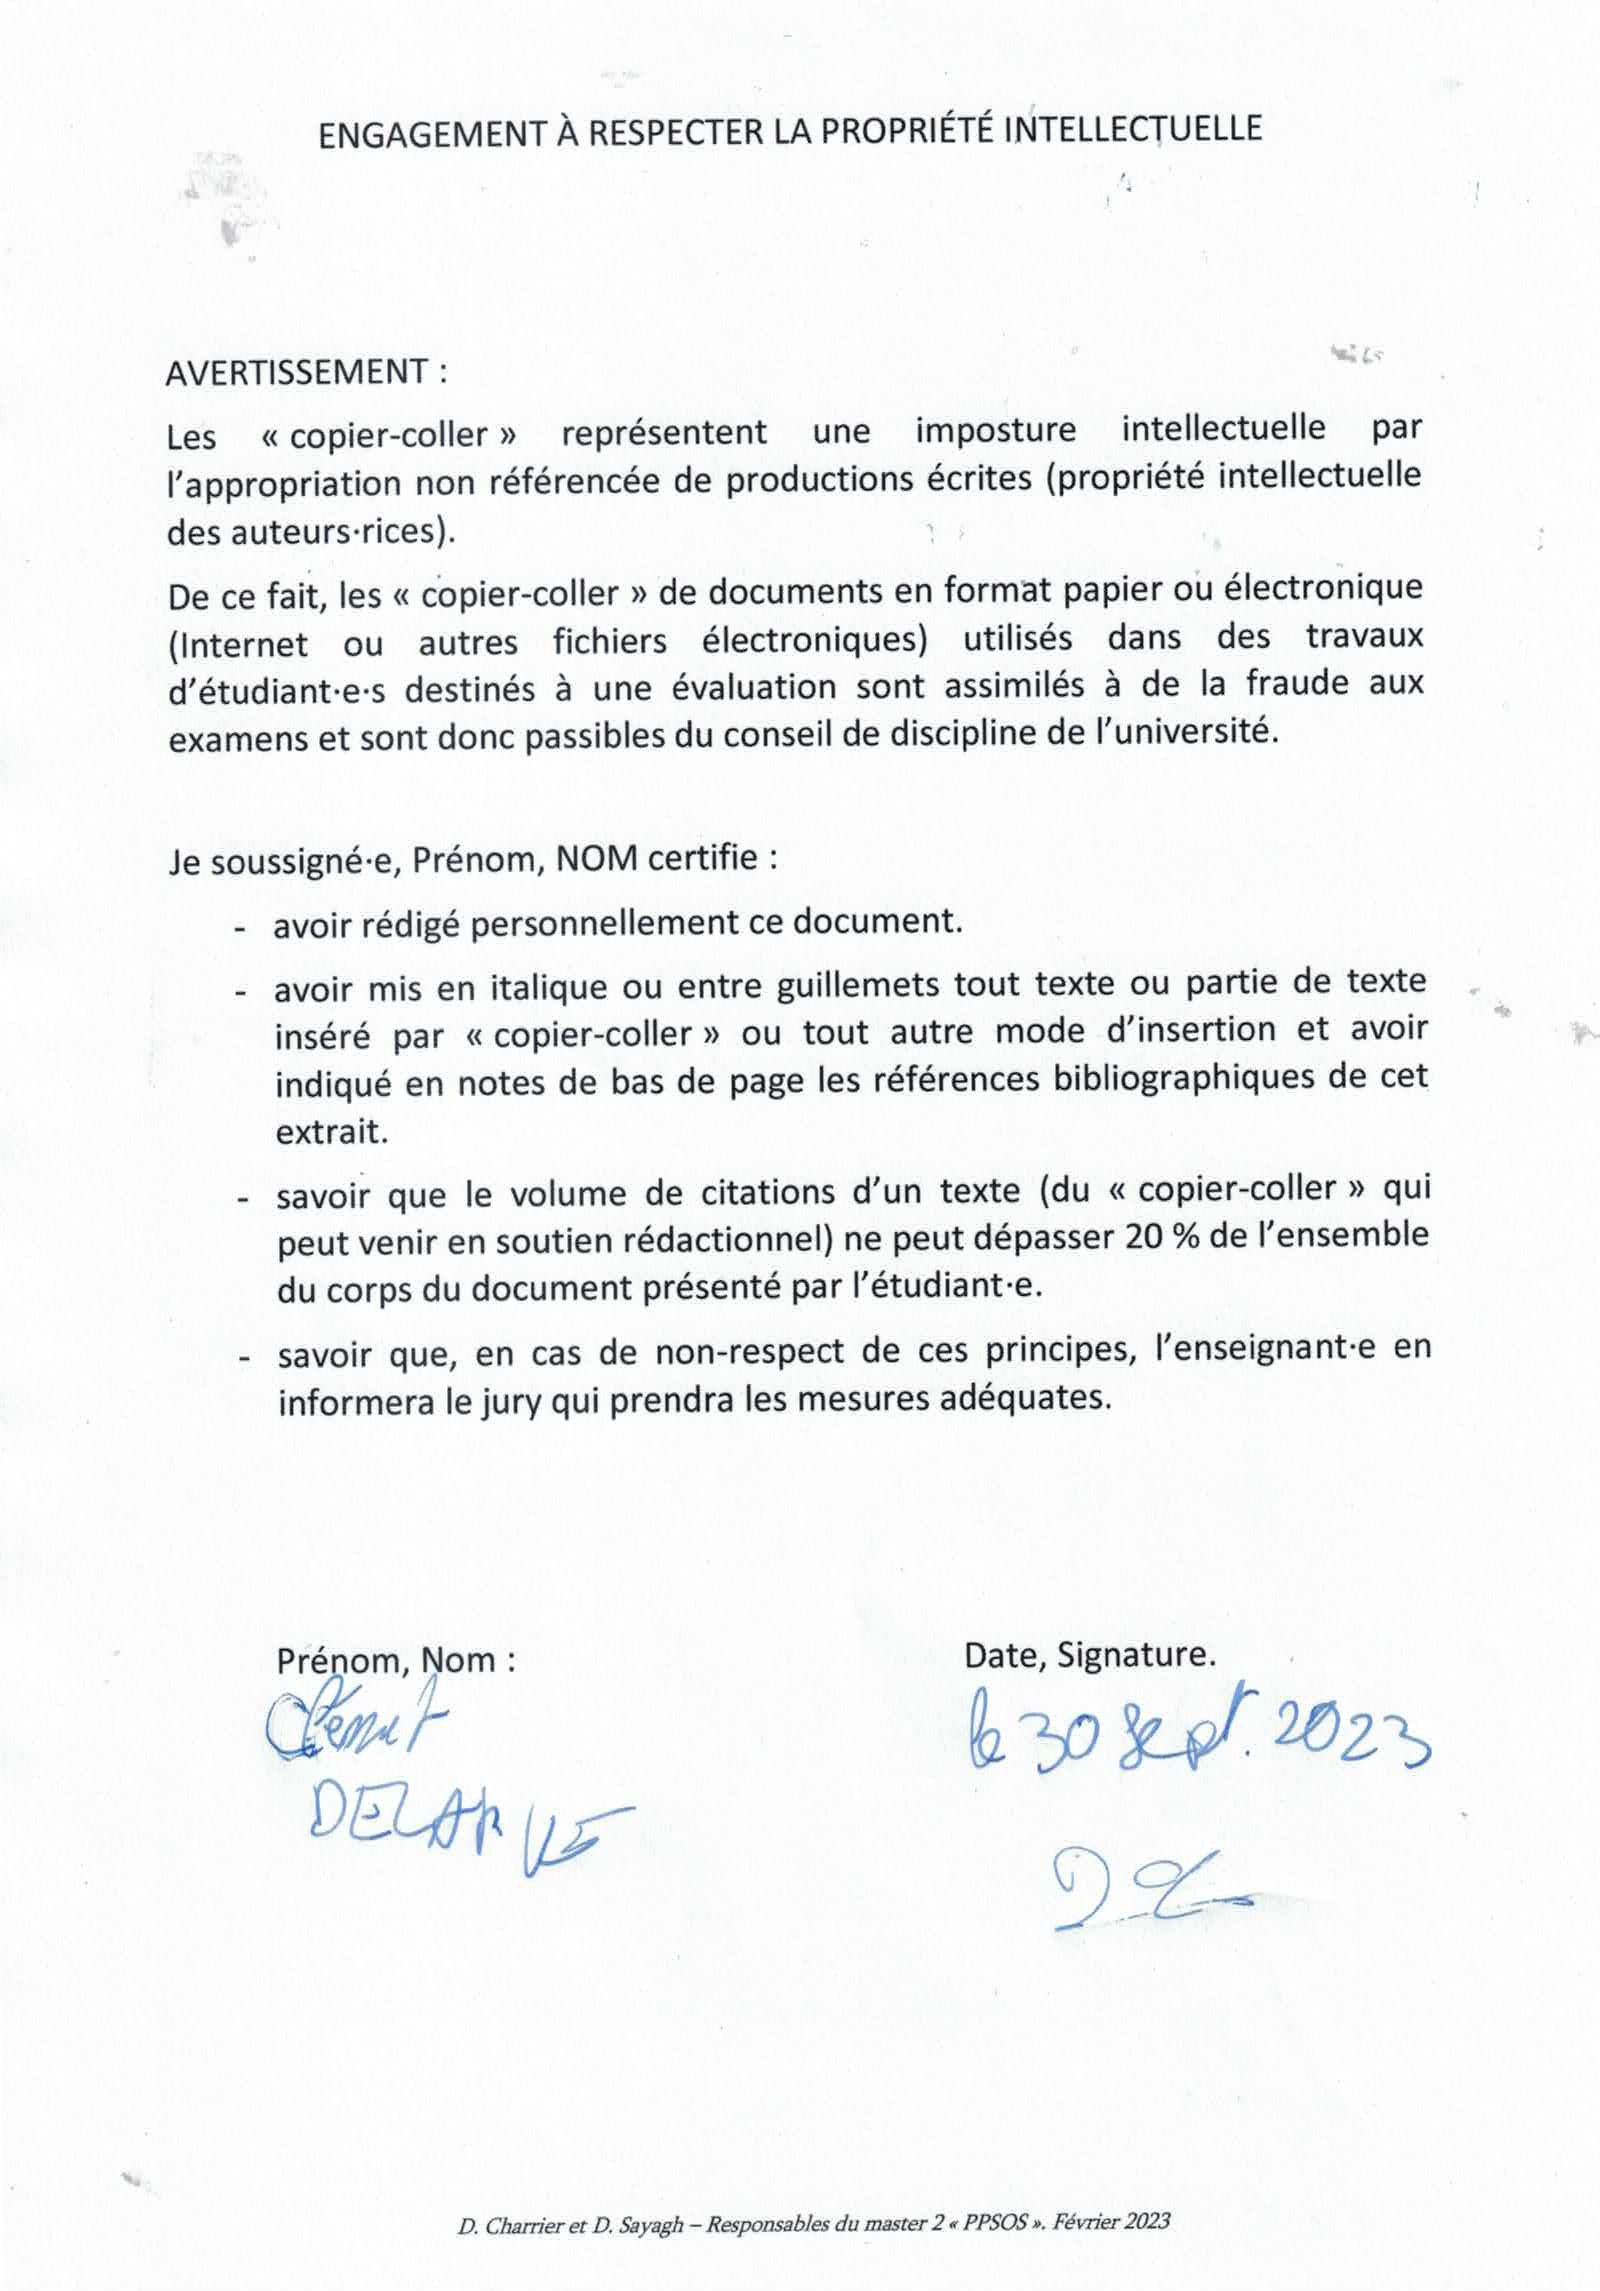 ENGAGEMENT À RESPECTER LA PROPRIÉTÉ INTELLECTUELLE
AVERTISSEMENT :
Les « copier-coller » représentent une imposture intellectuelle par
l’appropriation non référencée de productions écrites (propriété intellectuelle
des auteurs·rices).
De ce fait, les « copier-coller » de documents en format papier ou électronique
(Internet ou autres fichiers électroniques) utilisés dans des travaux
d’étudiant·e·s destinés à une évaluation sont assimilés à de la fraude aux
examens et sont donc passibles du conseil de discipline de l’université.
Je soussigné·e, Prénom, NOM certifie :
- avoir rédigé personnellement ce document.
- avoir mis en italique ou entre guillemets tout texte ou partie de texte
inséré par « copier-coller » ou tout autre mode d’insertion et avoir
indiqué en notes de bas de page les références bibliographiques de cet
extrait.
- savoir que le volume de citations d’un texte (du « copier-coller » qui
peut venir en soutien rédactionnel) ne peut dépasser 20 % de l’ensemble
du corps du document présenté par l’étudiant·e.
- savoir que, en cas de non-respect de ces principes, l’enseignant·e en
informera le jury qui prendra les mesures adéquates.
Prénom, Nom :
Date, Signature.
Clément
le 30 sept. 2023
DELARUE
D. Charrier et D. Sayagh – Responsables du master 2 « PPSOS ». Février 2023